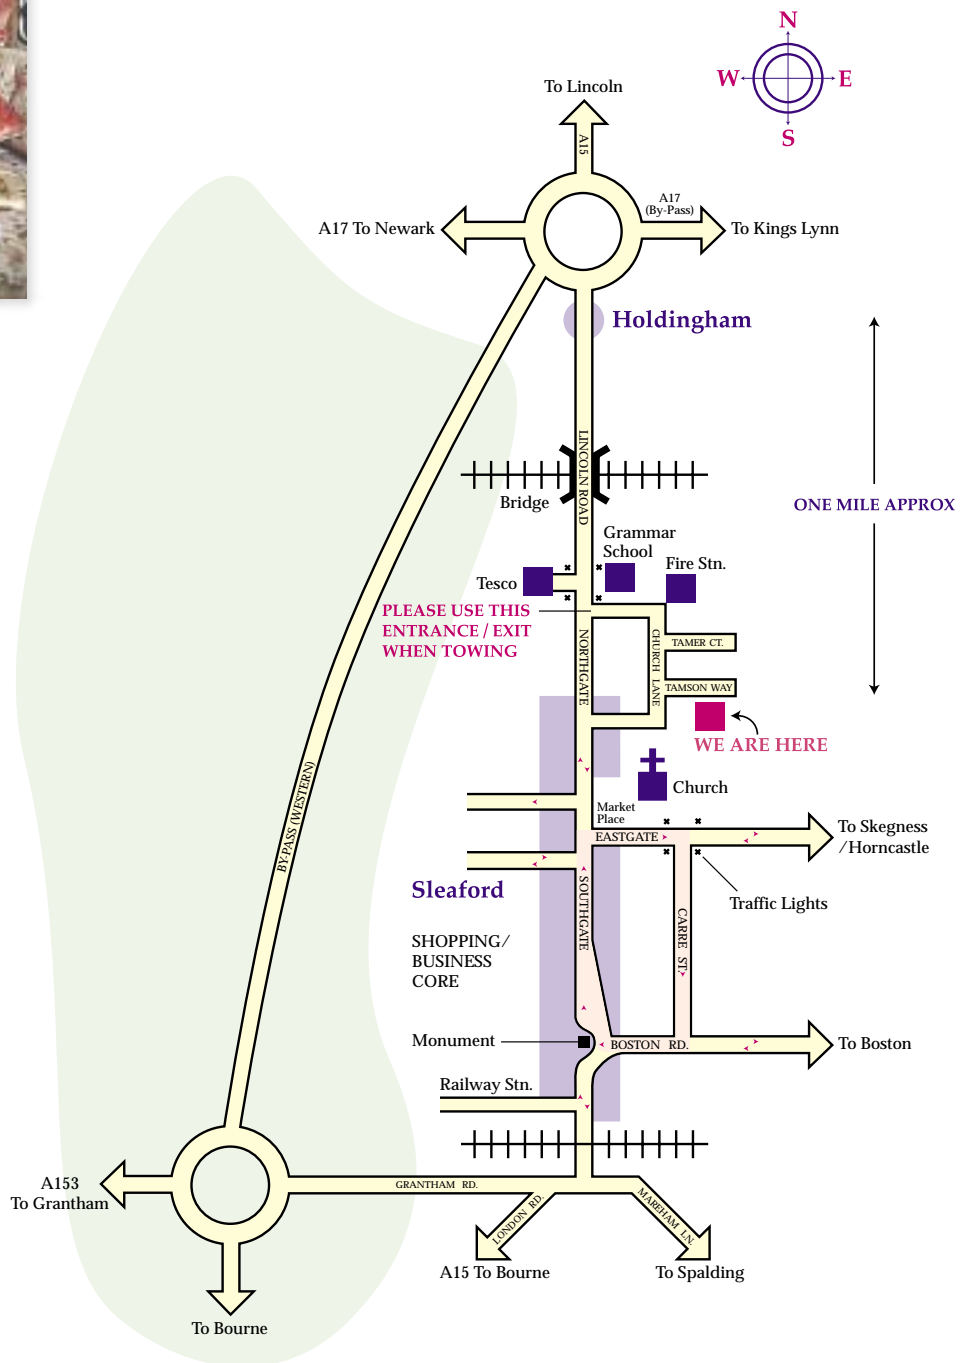 N
W
E
S
To Lincoln
A15
A17
(By-Pass)
A17 To Newark
To Kings Lynn
Holdingham
LINCOLN ROAD
Bridge
ONE MILE APPROX
Grammar
School
Fire Stn.
Tesco
PLEASE USE THIS
ENTRANCE / EXIT
WHEN TOWING
NORTHGATE
CHURCH LANE
TAMER CT.
TAMSON WAY
WE ARE HERE
Church
BY-PASS (WESTERN)
Market
Place
EASTGATE
To Skegness
/Horncastle
Sleaford
SOUTHGATE
Traffic Lights
CARRE ST.
SHOPPING/
BUSINESS
CORE
Monument
BOSTON RD.
To Boston
Railway Stn.
A153
To Grantham
GRANTHAM RD.
LONDON RD.
MAREHAM LN.
A15 To Bourne
To Spalding
To Bourne